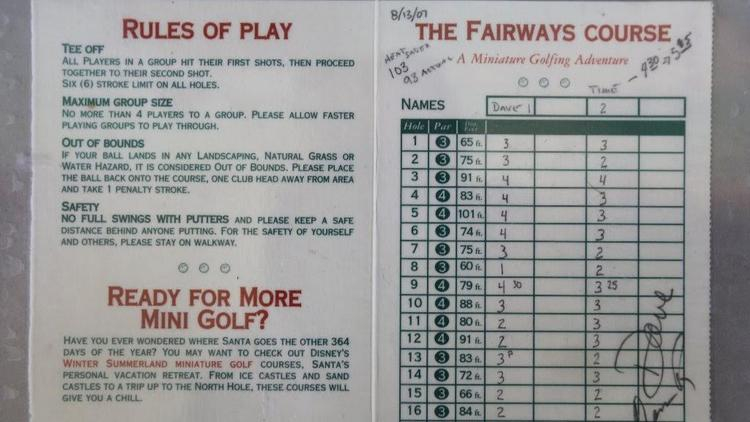 RULES OF PLAY
TEE OFF
ALL PLAYERS IN A GROUP HIT THEIR FIRST SHOTS, THEN PROCEED
TOGETHER TO THEIR SECOND SHOT.
SIX (6) STROKE LIMIT ON ALL HOLES.
MAXIMUM GROUP SIZE
NO MORE THAN 4 PLAYERS TO A GROUP. PLEASE ALLOW FASTER
PLAYING GROUPS TO PLAY THROUGH.
OUT OF BOUNDS
IF YOUR BALL LANDS IN ANY LANDSCAPING, NATURAL GRASS OR
WATER HAZARD, IT IS CONSIDERED OUT OF BOUNDS. PLEASE PLACE
THE BALL BACK ONTO THE COURSE, ONE CLUB HEAD AWAY FROM AREA
AND TAKE 1 PENALTY STROKE.
SAFETY
NO FULL SWINGS WITH PUTTERS AND PLEASE KEEP A SAFE
DISTANCE BEHIND ANYONE PUTTING. FOR THE SAFETY OF YOURSELF
AND OTHERS, PLEASE STAY ON WALKWAY.
READY FOR MORE
MINI GOLF?
HAVE YOU EVER WONDERED WHERE SANTA GOES THE OTHER 364
DAYS OF THE YEAR? YOU MAY WANT TO CHECK OUT DISNEY'S
WINTER SUMMERLAND MINIATURE GOLF COURSES, SANTA'S
PERSONAL VACATION RETREAT. FROM ICE CASTLES AND SAND
CASTLES TO A TRIP UP TO THE NORTH HOLE, THESE COURSES WILL
GIVE YOU A CHILL.
8/13/07
THE FAIRWAYS COURSE
A Miniature Golfing Adventure
HEAT INDEX
103
93 ACTUAL
TIME - 4:30 →
NAMES Dave 1 2
Hole Par
1 3 65 ft. 3 3
2 3 75 ft. 3 2
3 3 91 ft. 4 4
4 4 83 ft. 4 3
5 4 101 ft. 4 3
6 3 74 ft. 4 3
7 3 75 ft. 3 2
8 3 60 ft. 1 2
9 4 79 ft. 4 30 3 25
10 4 88 ft. 3 3
11 4 80 ft. 2 3
12 4 91 ft. 2 3
13 3 83 ft. 3 P 2
14 3 72 ft. 3 3
15 3 66 ft. 2 2
16 3 84 ft. 2 2
Dave